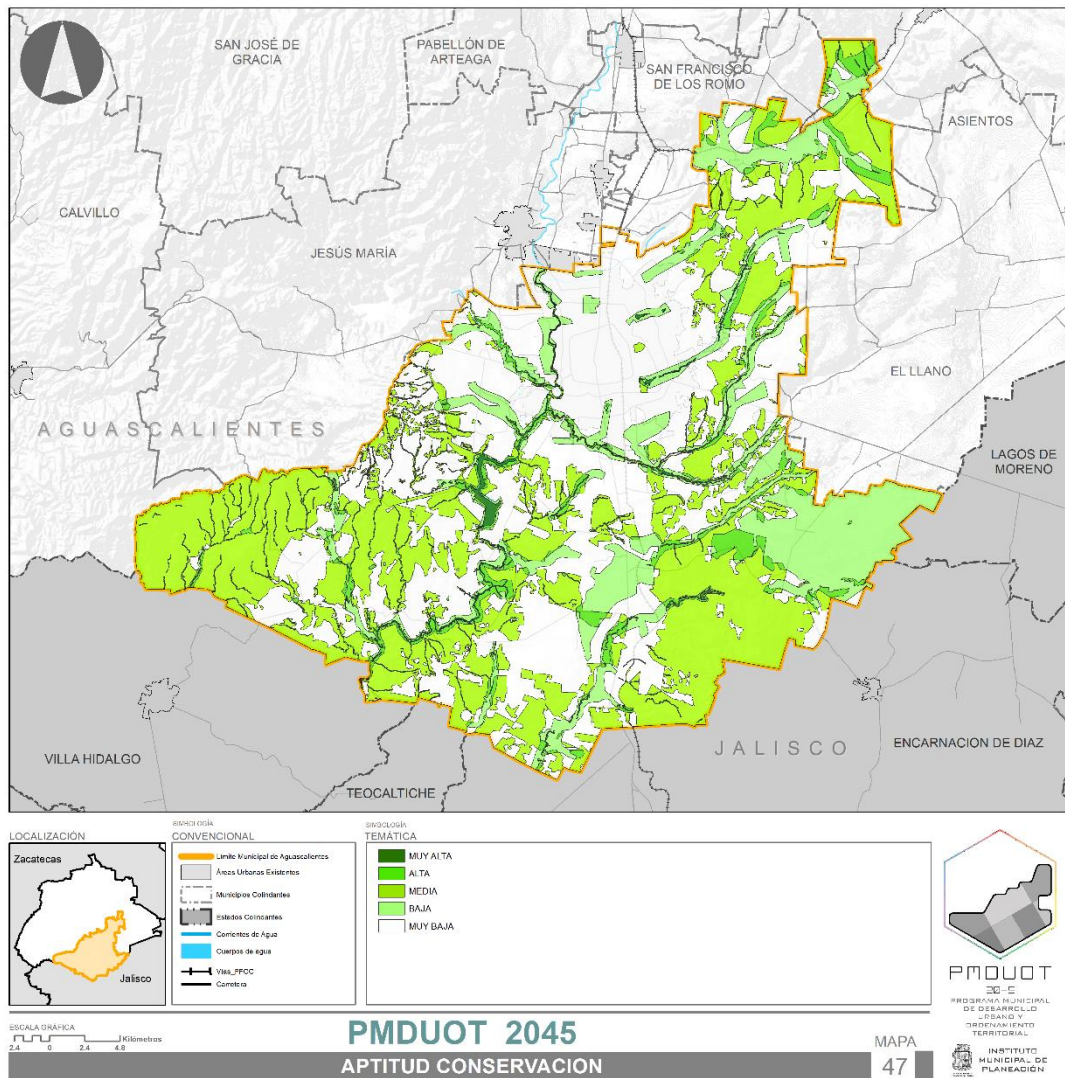 SAN JOSÉ DE
GRACIA
PABELLÓN DE
ARTEAGA
SAN FRANCISCO
DE LOS ROMO
ASIENTOS
CALVILLO
JESÚS MARÍA
EL LLANO
AGUASCALIENTES
LAGOS DE
MORENO
JALISCO
ENCARNACION DE DIAZ
VILLA HIDALGO
TEOCALTICHE
LOCALIZACIÓN
Zacatecas
Jalisco
SIMBOLOGÍA
CONVENCIONAL
Limite Municipal de Aguascalientes
Áreas Urbanas Existentes
Municipios Colindantes
Estados Colindantes
Corrientes de Agua
Cuerpos de agua
Vias_FFCC
Carretera
SIMBOLOGÍA
TEMÁTICA
MUY ALTA
ALTA
MEDIA
BAJA
MUY BAJA
PMDUOT
PROGRAMA MUNICIPAL
DE DESARROLLO
URBANO Y
ORDENAMIENTO
TERRITORIAL
INSTITUTO
MUNICIPAL DE
PLANEACIÓN
ESCALA GRÁFICA
2.4 0 2.4 4.8
Kilómetros
PMDUOT 2045
APTITUD CONSERVACION
MAPA
47